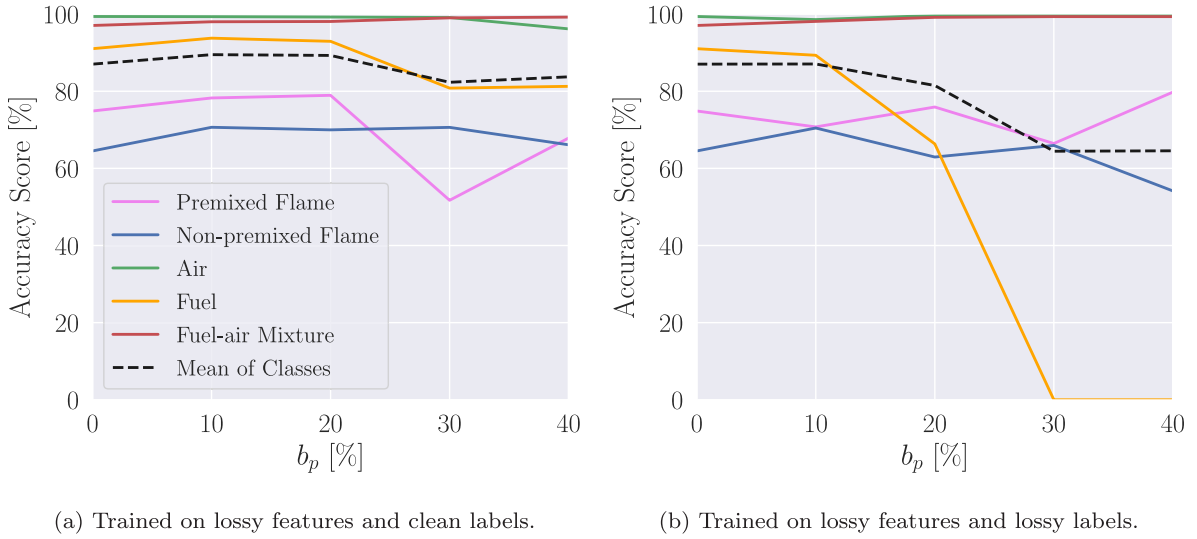 100
80
60
40
20
0
Accuracy Score [%]
Premixed Flame
Non-premixed Flame
Air
Fuel
Fuel-air Mixture
Mean of Classes
0 10 20 30 40
b_p [%]
(a) Trained on lossy features and clean labels.
100
80
60
40
20
0
Accuracy Score [%]
0 10 20 30 40
b_p [%]
(b) Trained on lossy features and lossy labels.